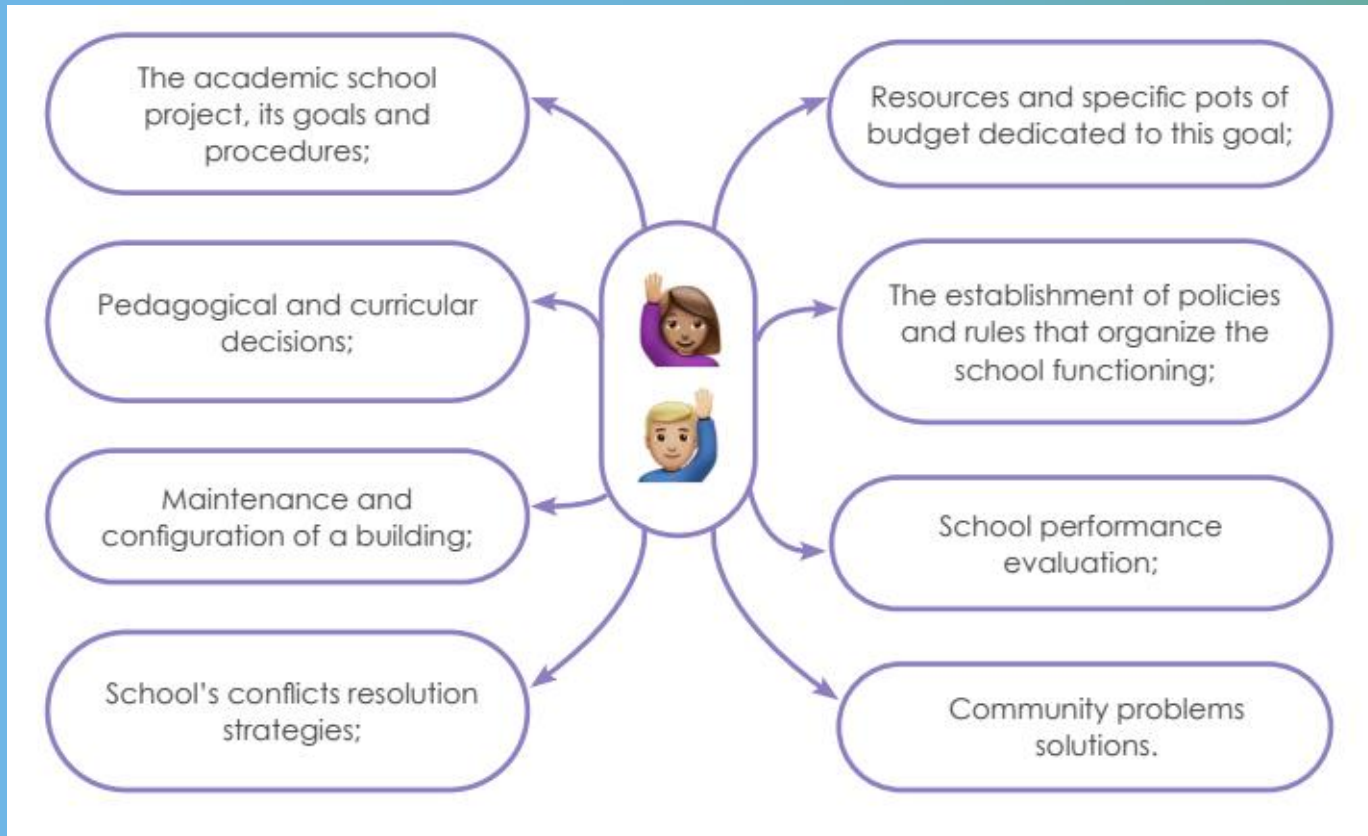 The academic school
project, its goals and
procedures;
Pedagogical and curricular
decisions;
Maintenance and
configuration of a building;
School’s conflicts resolution
strategies;
Resources and specific pots of
budget dedicated to this goal;
The establishment of policies
and rules that organize the
school functioning;
School performance
evaluation;
Community problems
solutions.